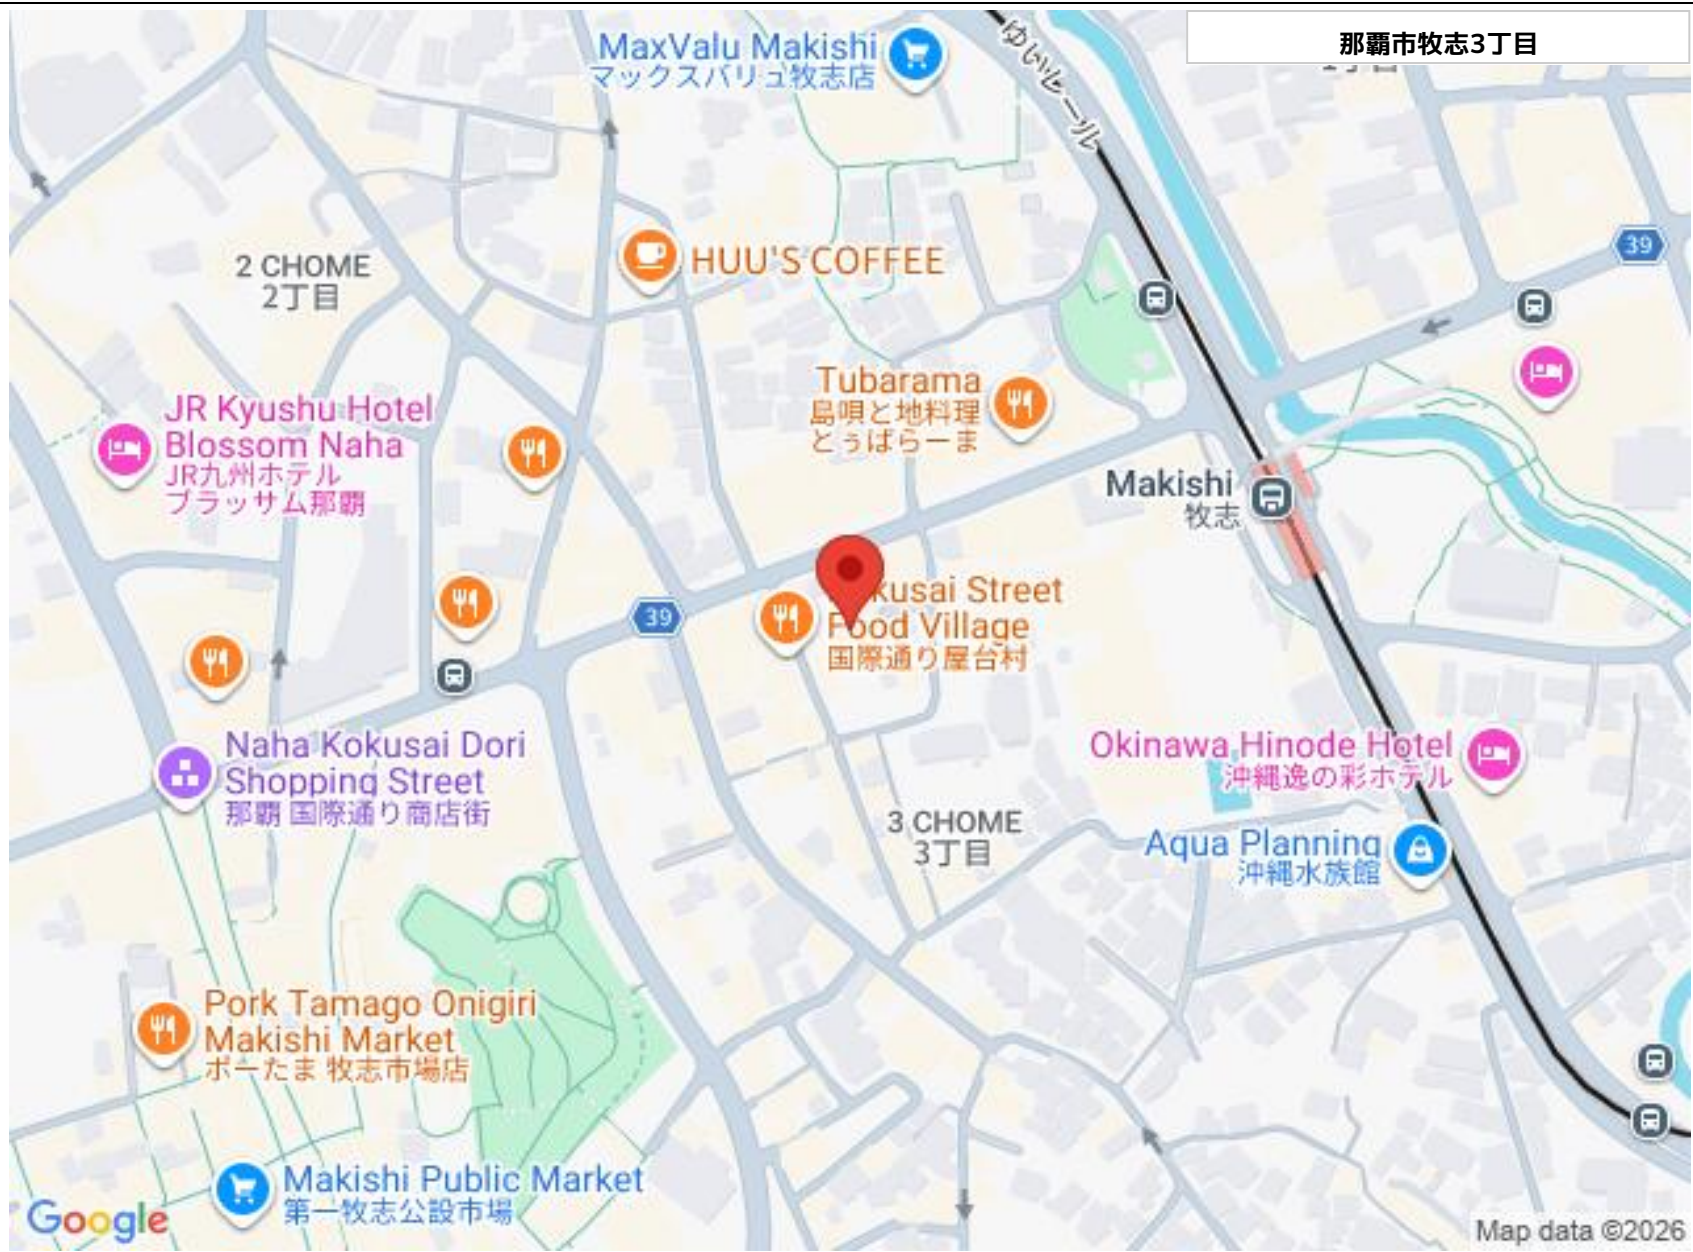 那覇市牧志3丁目
MaxValu Makishi
マックスバリュ牧志店
ゆいレール
39
2 CHOME
2丁目
HUU'S COFFEE
Tubarama
島唄と地料理
とぅばらーま
JR Kyushu Hotel
Blossom Naha
JR九州ホテル
ブラッサム那覇
Makishi
牧志
39
kusai Street
Food Village
国際通り屋台村
Naha Kokusai Dori
Shopping Street
那覇 国際通り商店街
Okinawa Hinode Hotel
沖縄逸の彩ホテル
3 CHOME
3丁目
Aqua Planning
沖縄水族館
Pork Tamago Onigiri
Makishi Market
ポーたま 牧志市場店
Makishi Public Market
第一牧志公設市場
Google
Map data ©2026